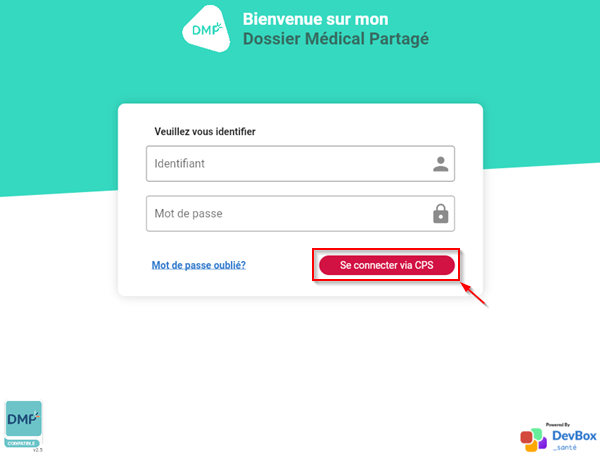 DMP
Bienvenue sur mon
Dossier Médical Partagé
Veuillez vous identifier
Identifiant
Mot de passe
Mot de passe oublié?
Se connecter via CPS
DMP
COMPATIBLE
v2.5
Powered By
DevBox
_santé